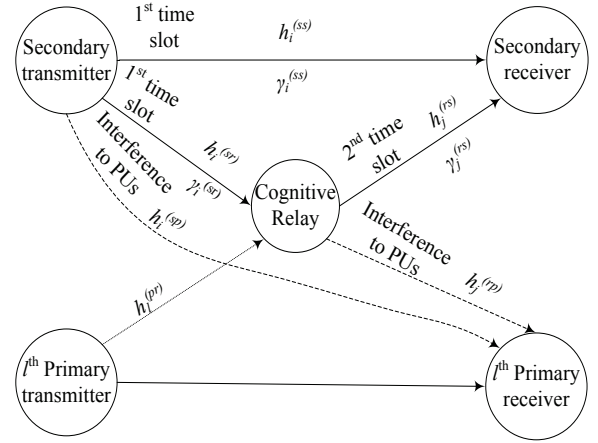 1st time
slot
hi(ss)
Secondary
transmitter
Secondary
receiver
γi(ss)
1st time
slot
hi(sr)
γi(sr)
2nd time
slot
hj(rs)
γj(rs)
Interference
to PUs
hi(sp)
Cognitive
Relay
Interference
to PUs
hj(rp)
hl(pr)
lth Primary
transmitter
lth Primary
receiver